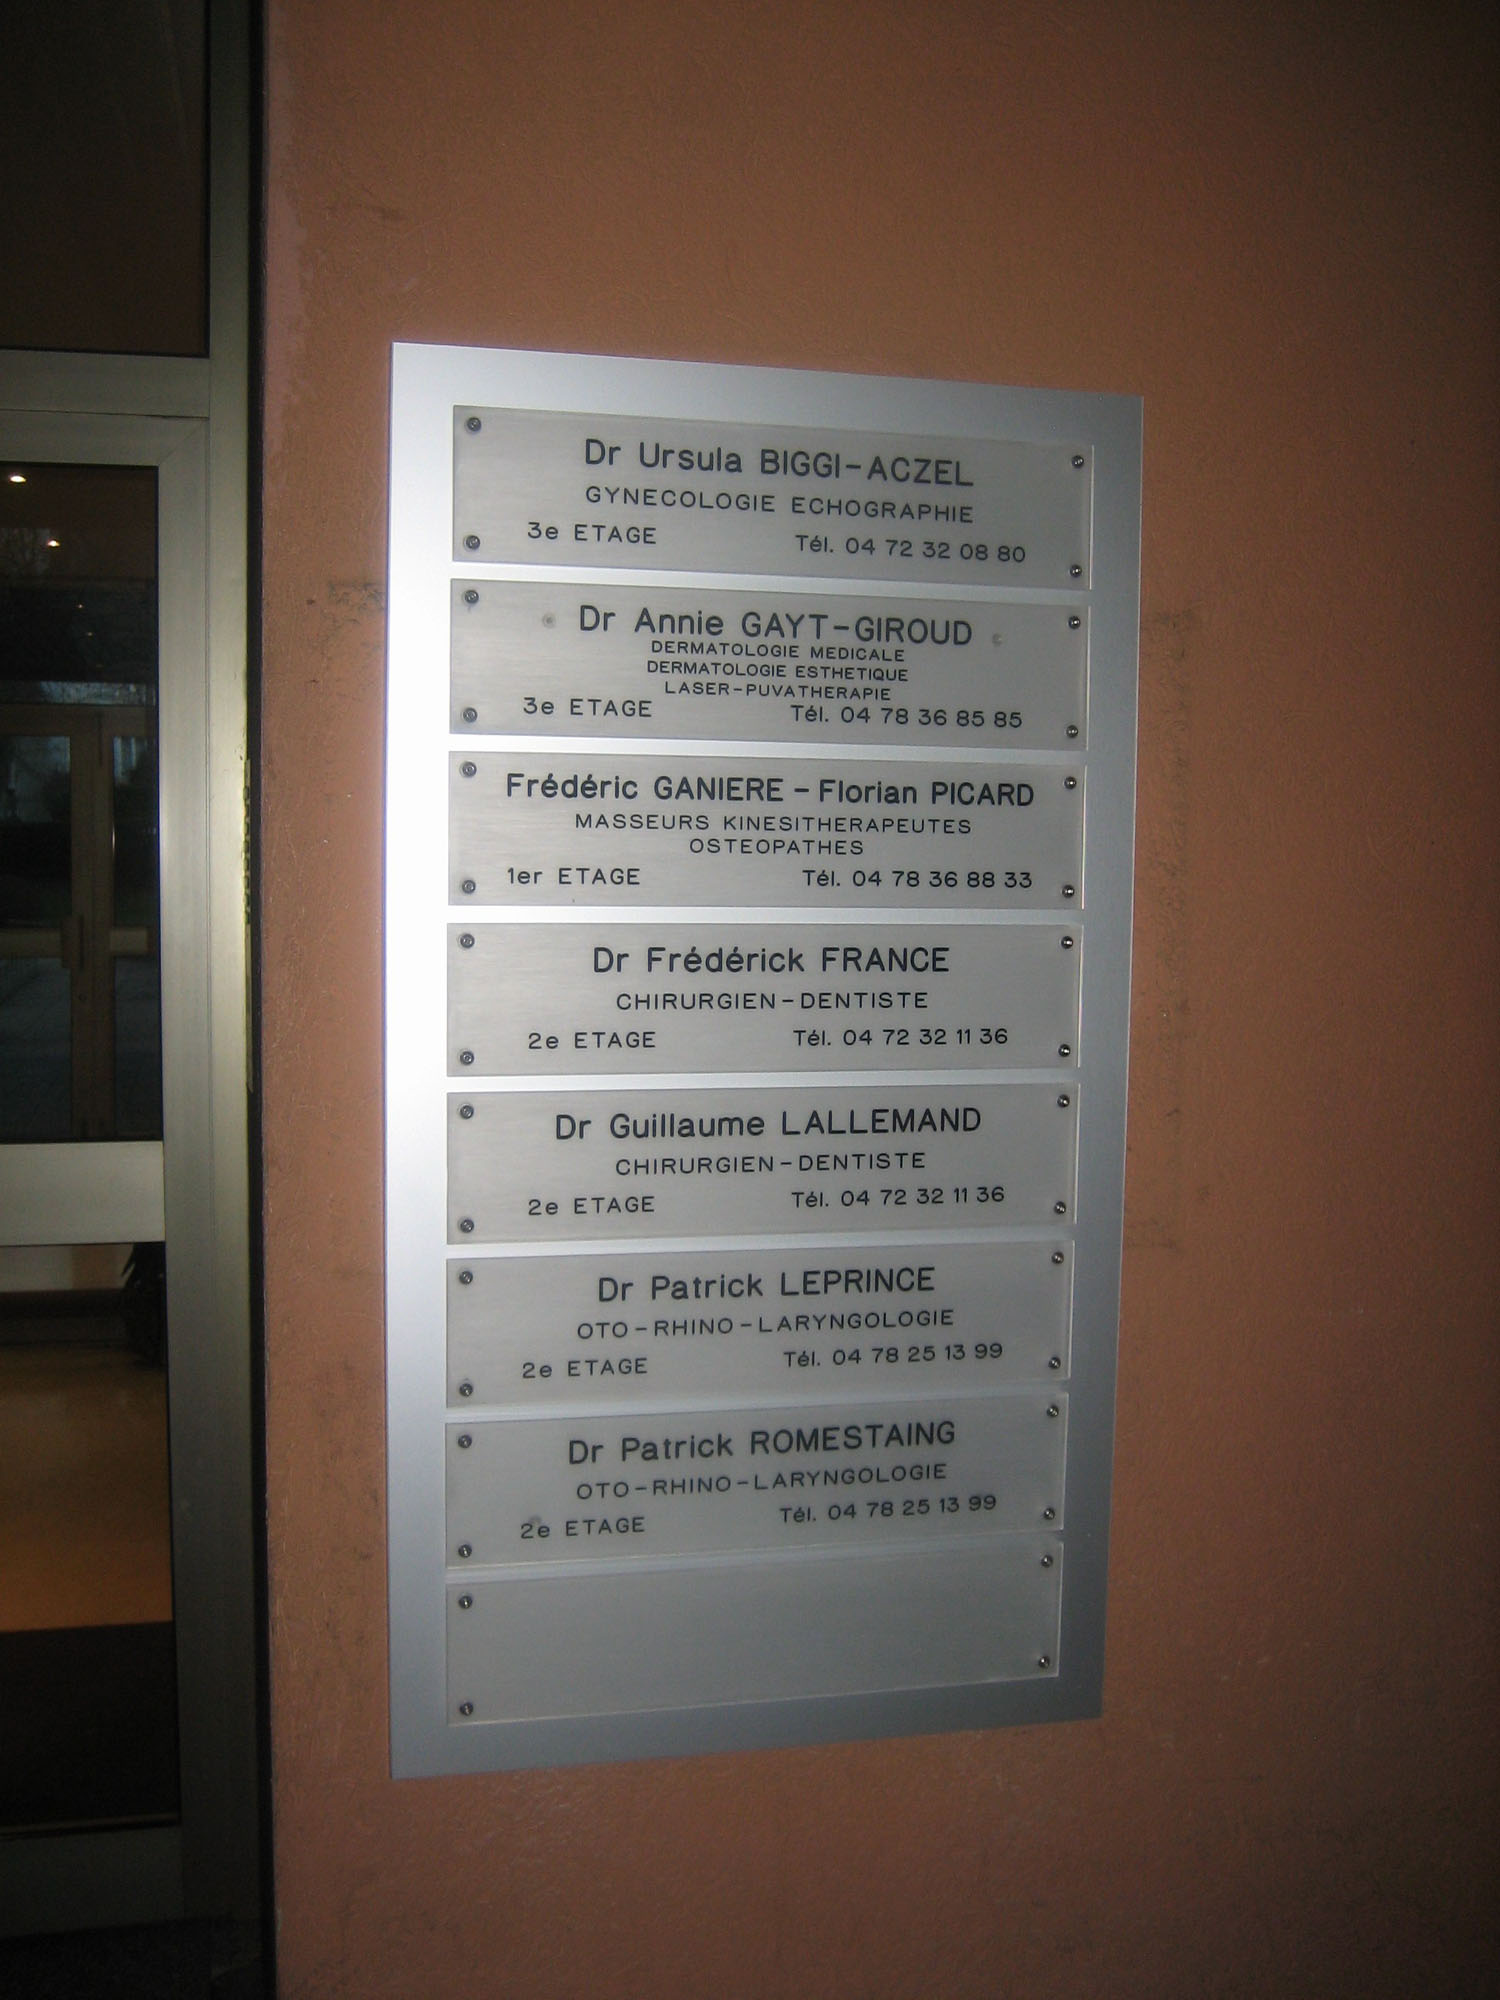 Dr Ursula BIGGI-ACZEL
GYNECOLOGIE ECHOGRAPHIE
3e ETAGE Tél. 04 72 32 08 80
Dr Annie GAYT-GIROUD
DERMATOLOGIE MEDICALE
DERMATOLOGIE ESTHETIQUE
LASER-PUVATHERAPIE
3e ETAGE Tél. 04 78 36 85 85
Frédéric GANIERE - Florian PICARD
MASSEURS KINESITHERAPEUTES
OSTEOPATHES
1er ETAGE Tél. 04 78 36 88 33
Dr Frédérick FRANCE
CHIRURGIEN-DENTISTE
2e ETAGE Tél. 04 72 32 11 36
Dr Guillaume LALLEMAND
CHIRURGIEN-DENTISTE
2e ETAGE Tél. 04 72 32 11 36
Dr Patrick LEPRINCE
OTO-RHINO-LARYNGOLOGIE
2e ETAGE Tél. 04 78 25 13 99
Dr Patrick ROMESTAING
OTO-RHINO-LARYNGOLOGIE
2e ETAGE Tél. 04 78 25 13 99